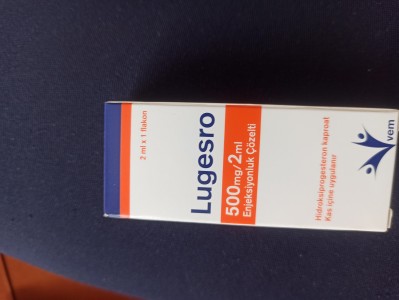 2 ml x 1 flakon
Lugesro
500mg/2ml
Enjeksiyonluk Çözelti
Hidroksiprogesteron kaproat
Kas içine uygulanır
vem